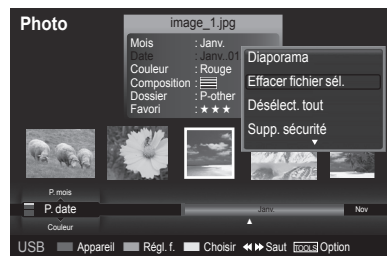 Photo
image_1.jpg
Mois : Janv.
Date : Janv..01
Couleur : Rouge
Composition :
Dossier : P-other
Favori : ★★★
Diaporama
Effacer fichier sél.
Désélect. tout
Supp. sécurité
P. mois
P. date
Janv.
Nov
Couleur
USB Appareil Régl. f. Choisir Saut TOOLS Option